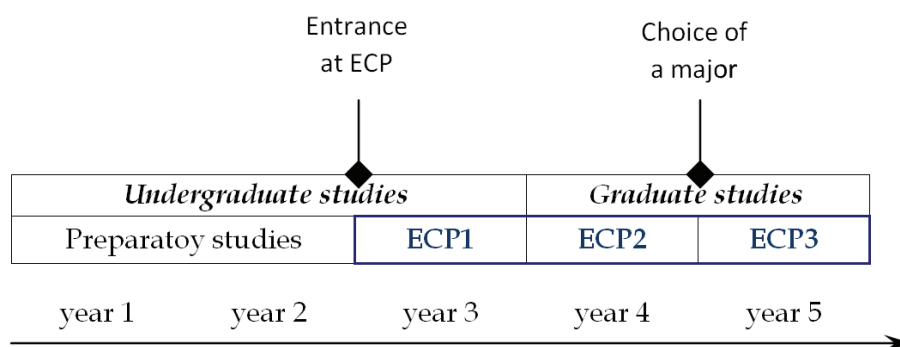 Entrance
at ECP
Choice of
a major
Undergraduate studies Graduate studies
Preparatoy studies ECP1 ECP2 ECP3
year 1 year 2 year 3 year 4 year 5